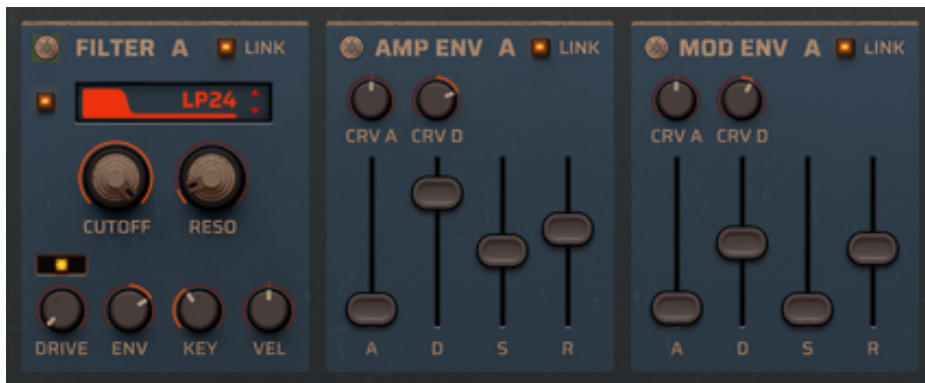 FILTER A LINK
LP24
CUTOFF RESO
DRIVE ENV KEY VEL
AMP ENV A LINK
CRV A CRV D
A D S R
MOD ENV A LINK
CRV A CRV D
A D S R